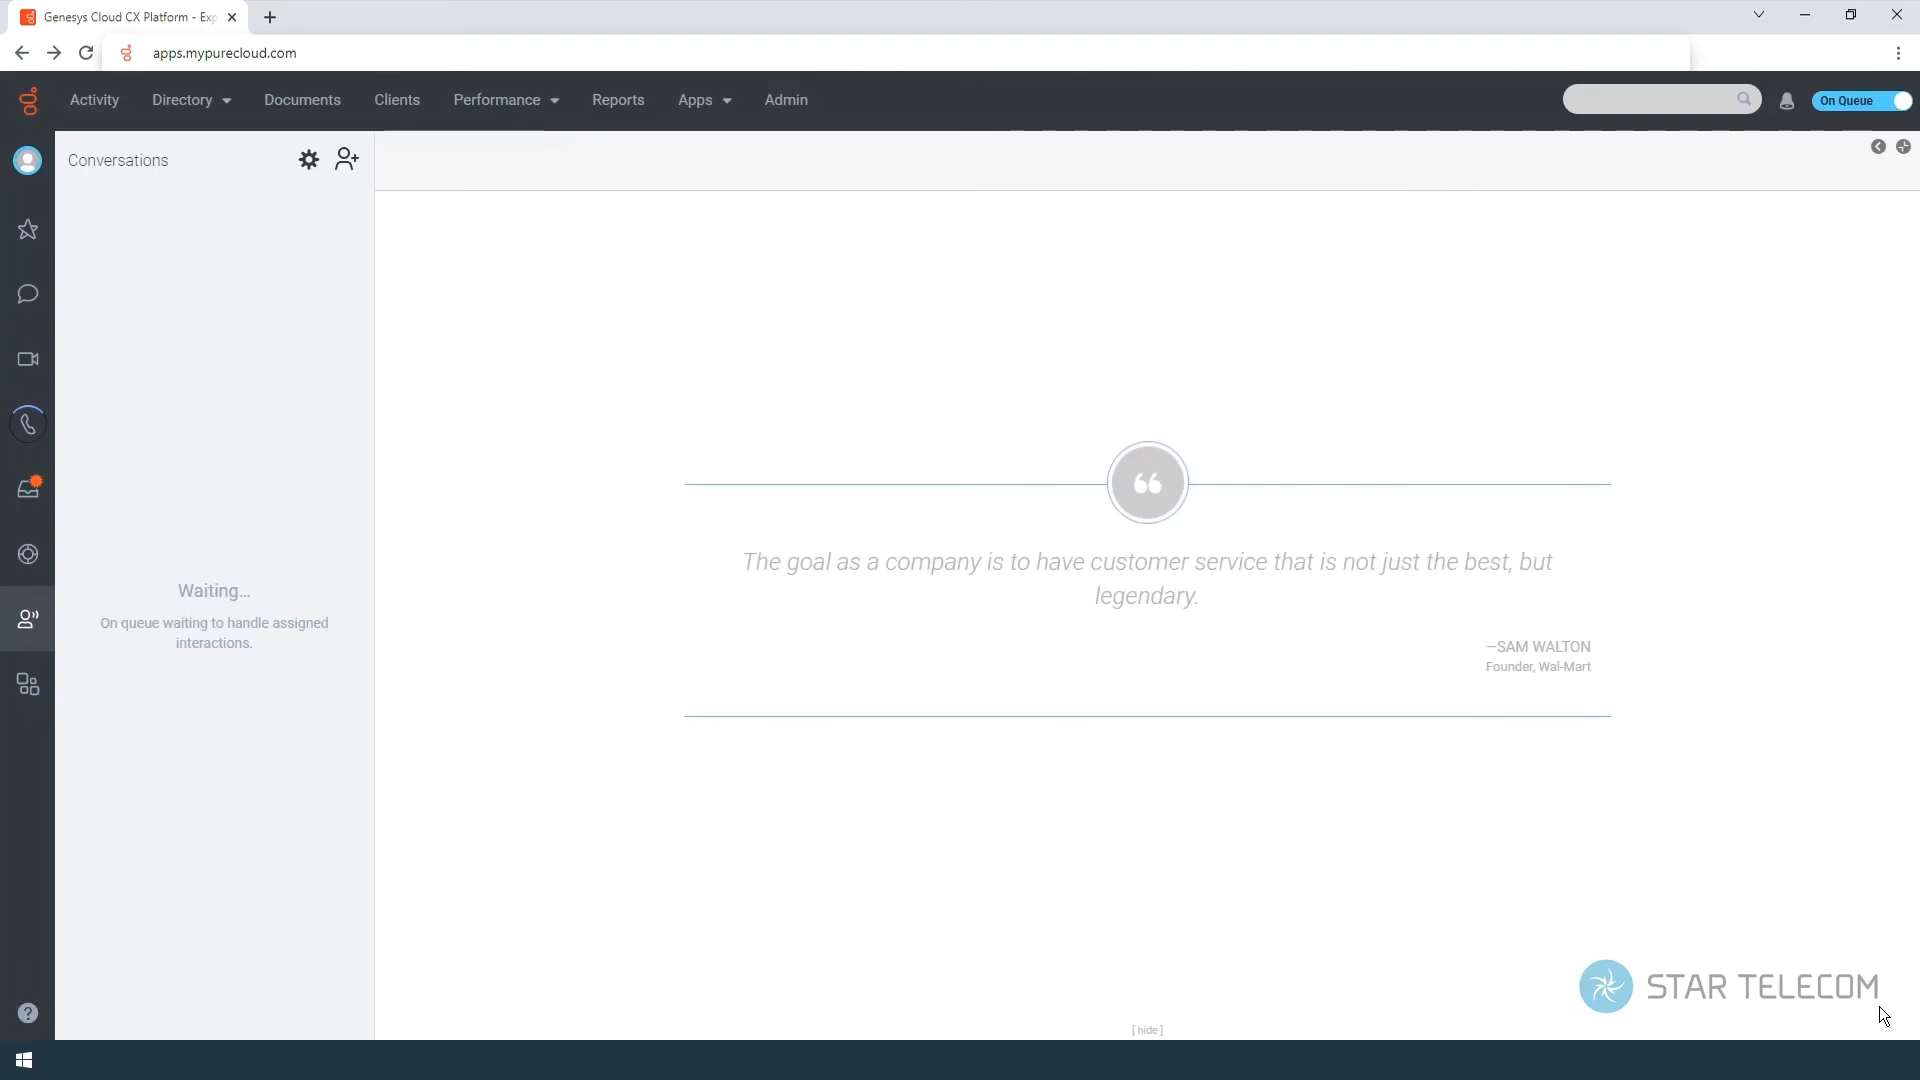 Genesys Cloud CX Platform - Exp
apps.mypurecloud.com
Activity
Directory
Documents
Clients
Performance
Reports
Apps
Admin
On Queue
Conversations
Waiting...
On queue waiting to handle assigned
interactions.
The goal as a company is to have customer service that is not just the best, but
legendary.
—SAM WALTON
Founder, Wal-Mart
STAR TELECOM
[ hide ]